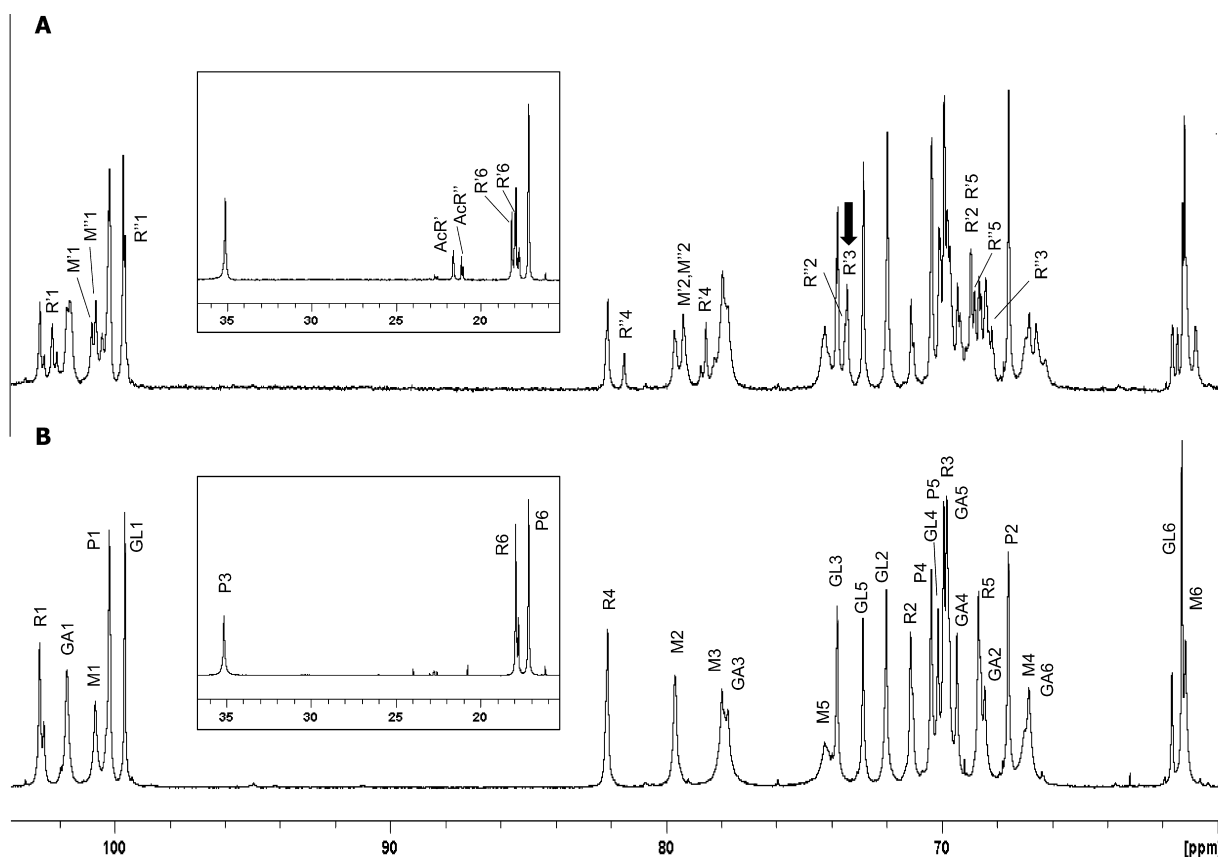 A
M'1
M"1
R'1
R"1
AcR'
AcR"
R'6
R'6
35
30
25
20
R"4
M'2,M"2
R'4
R"2
R'3
R'2
R'5
R"5
R"3
B
R1
GA1
M1
P1
GL1
P3
R6
P6
35
30
25
20
R4
M2
M3
GA3
M5
GL3
GL5
GL2
R2
P4
GL4
P5
R3
GA5
GA4
R5
GA2
P2
M4
GA6
GL6
M6
100
90
80
70
[ppm